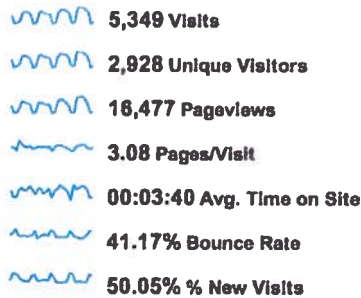 5,349 Visits
2,928 Unique Visitors
16,477 Pageviews
3.08 Pages/Visit
00:03:40 Avg. Time on Site
41.17% Bounce Rate
50.05% % New Visits